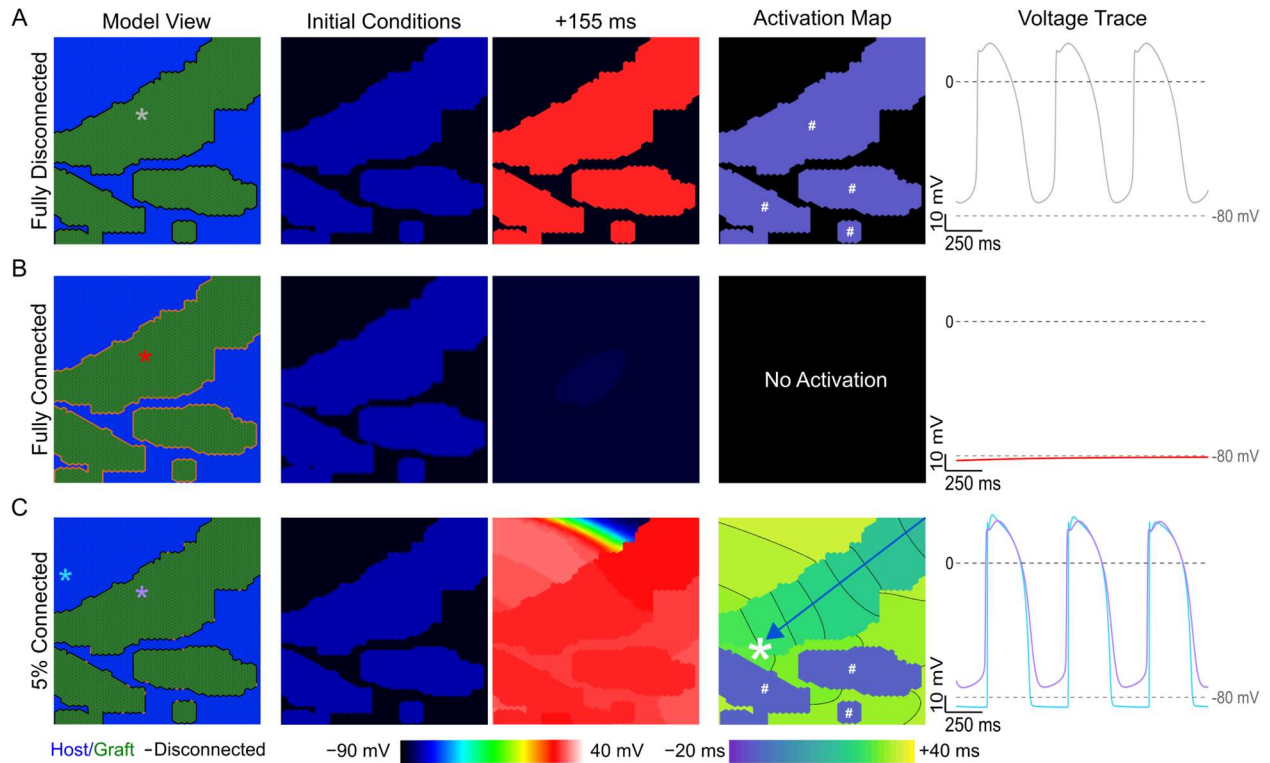 A
Model View
Initial Conditions
+155 ms
Activation Map
Voltage Trace
Fully Disconnected
*
#
#
#
#
0
-80 mV
10 mV
250 ms
B
Fully Connected
*
No Activation
0
-80 mV
10 mV
250 ms
C
5% Connected
*
*
*
#
#
#
0
-80 mV
10 mV
250 ms
Host/Graft -Disconnected
−90 mV
40 mV
−20 ms
+40 ms